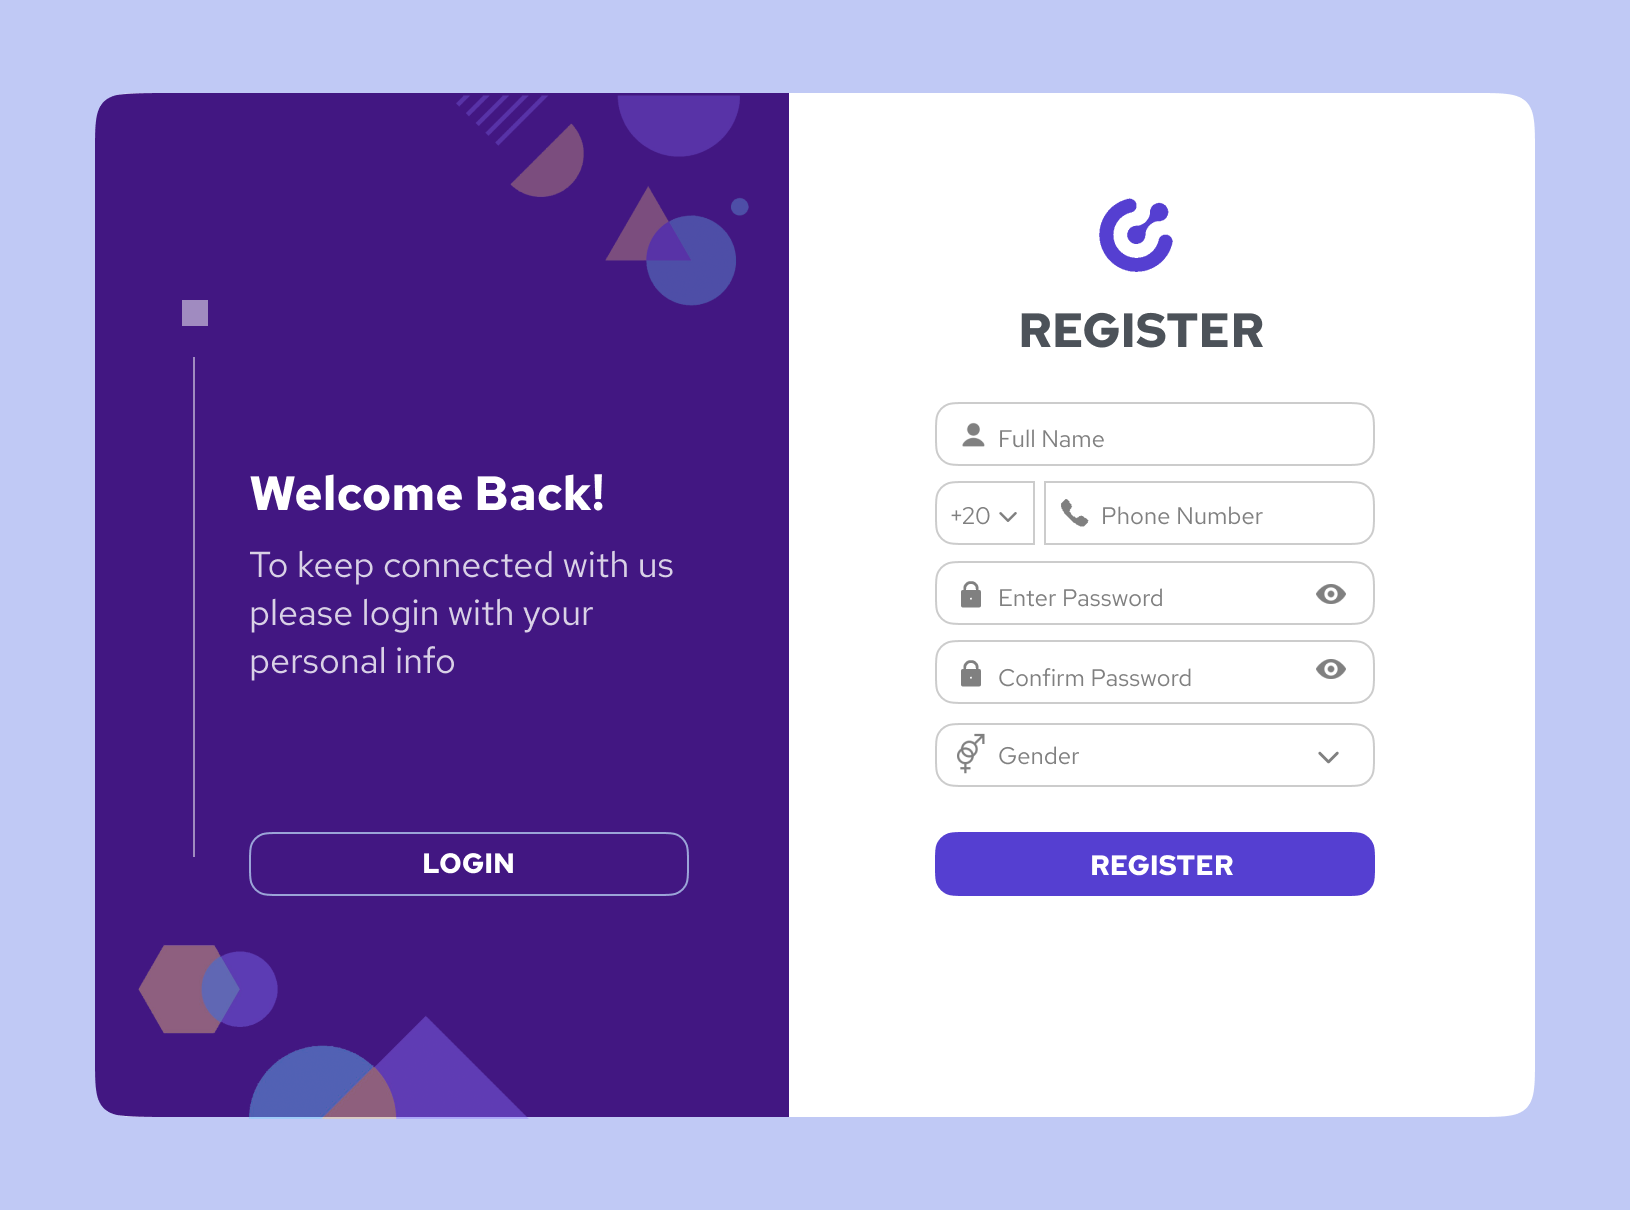 Welcome Back!
To keep connected with us
please login with your
personal info
LOGIN
REGISTER
Full Name
+20 Phone Number
Enter Password
Confirm Password
Gender
REGISTER